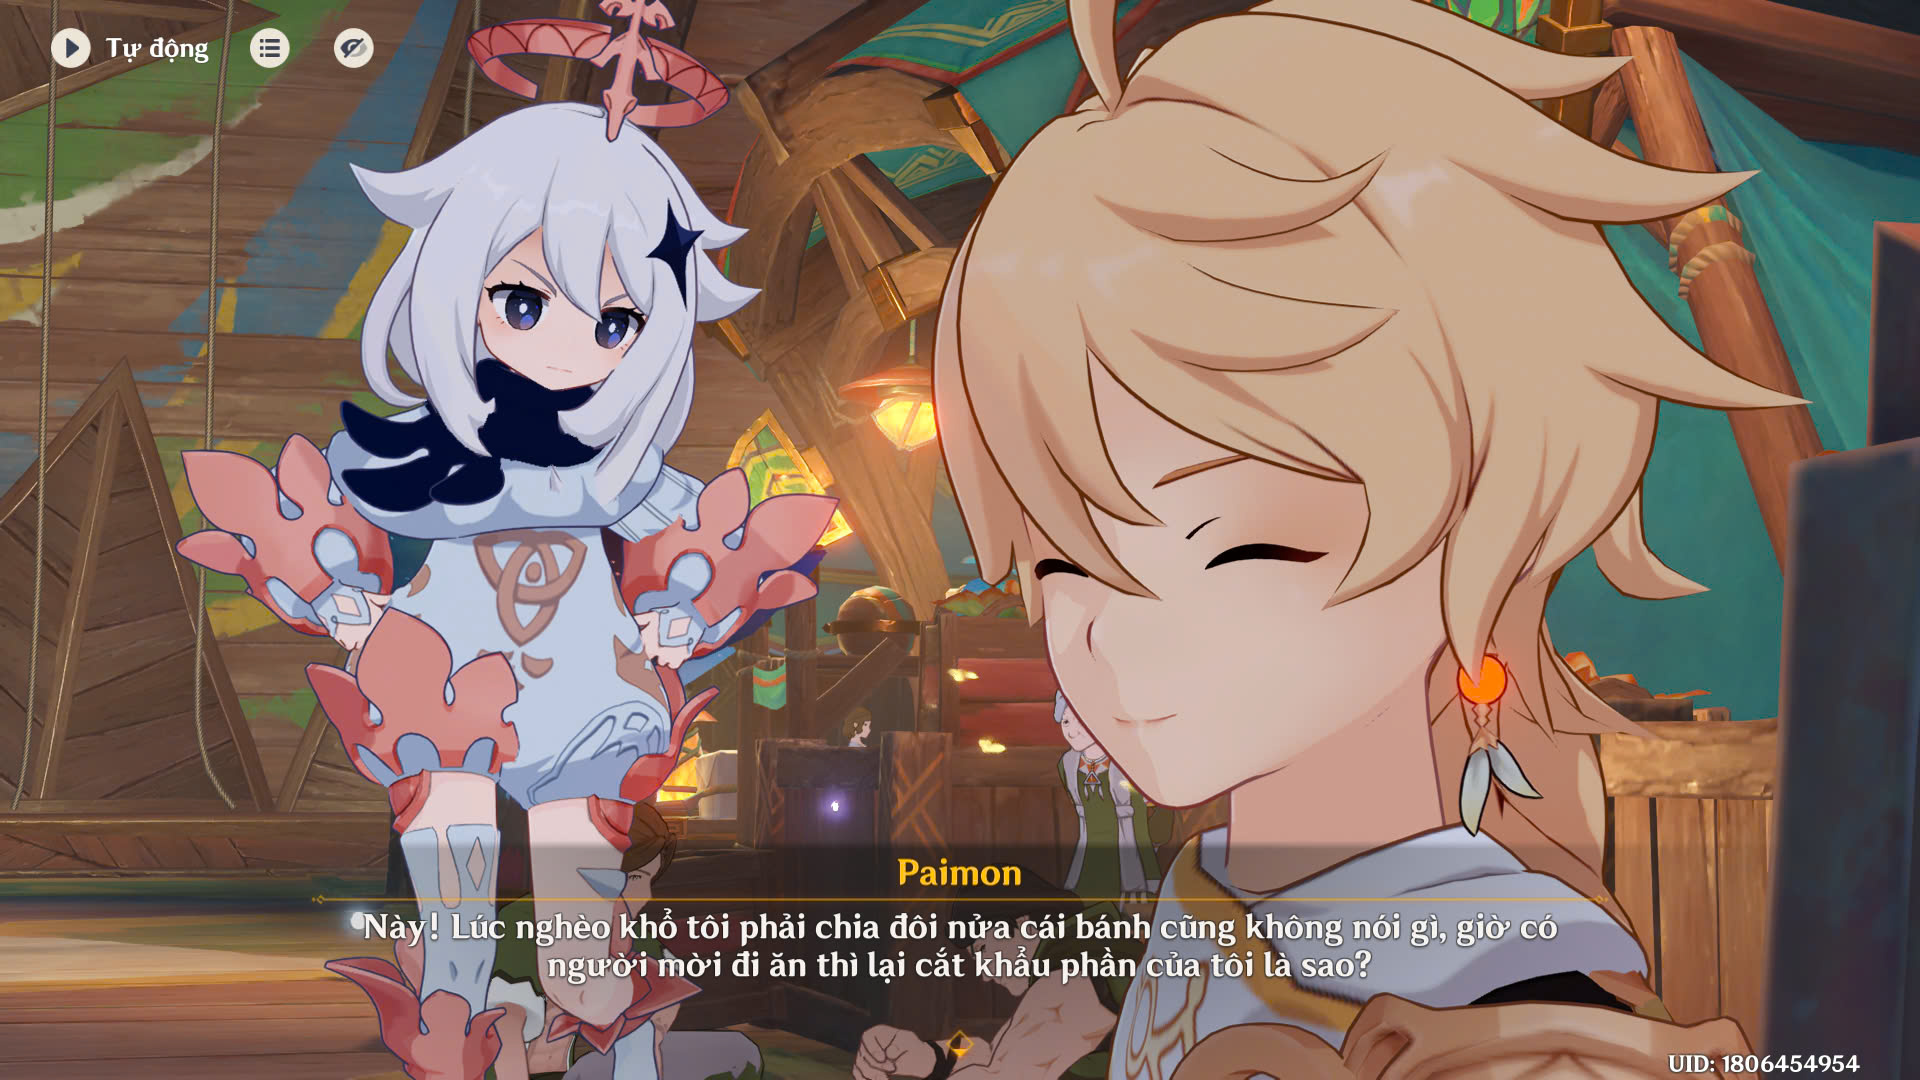 Tự động
Paimon
Này! Lúc nghèo khổ tôi phải chia đôi nửa cái bánh cũng không nói gì, giờ có
người mời đi ăn thì lại cắt khẩu phần của tôi là sao?
UID: 1806454954